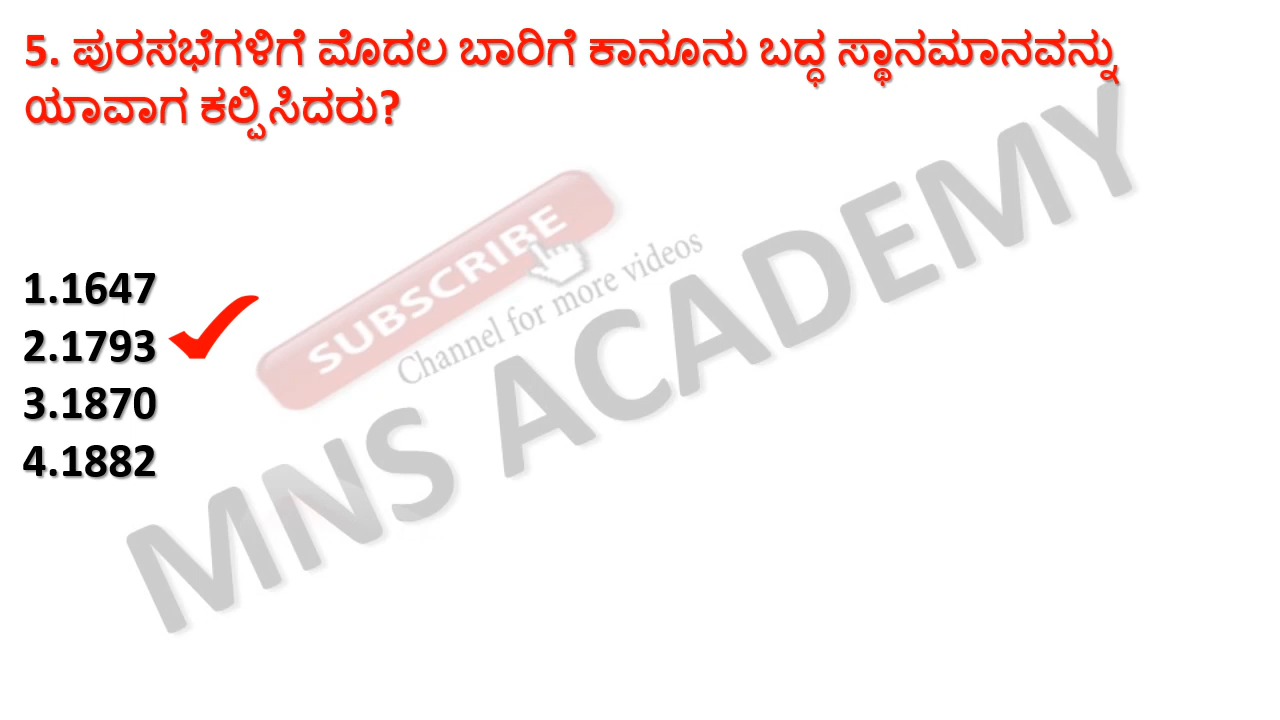 5. ಪುರಸಭೆಗಳಿಗೆ ಮೊದಲ ಬಾರಿಗೆ ಕಾನೂನು ಬದ್ಧ ಸ್ಥಾನಮಾನವನ್ನು
ಯಾವಾಗ ಕಲ್ಪಿಸಿದರು?
1.1647
2.1793
3.1870
4.1882
SUBSCRIBE
Channel for more videos
MNS ACADEMY